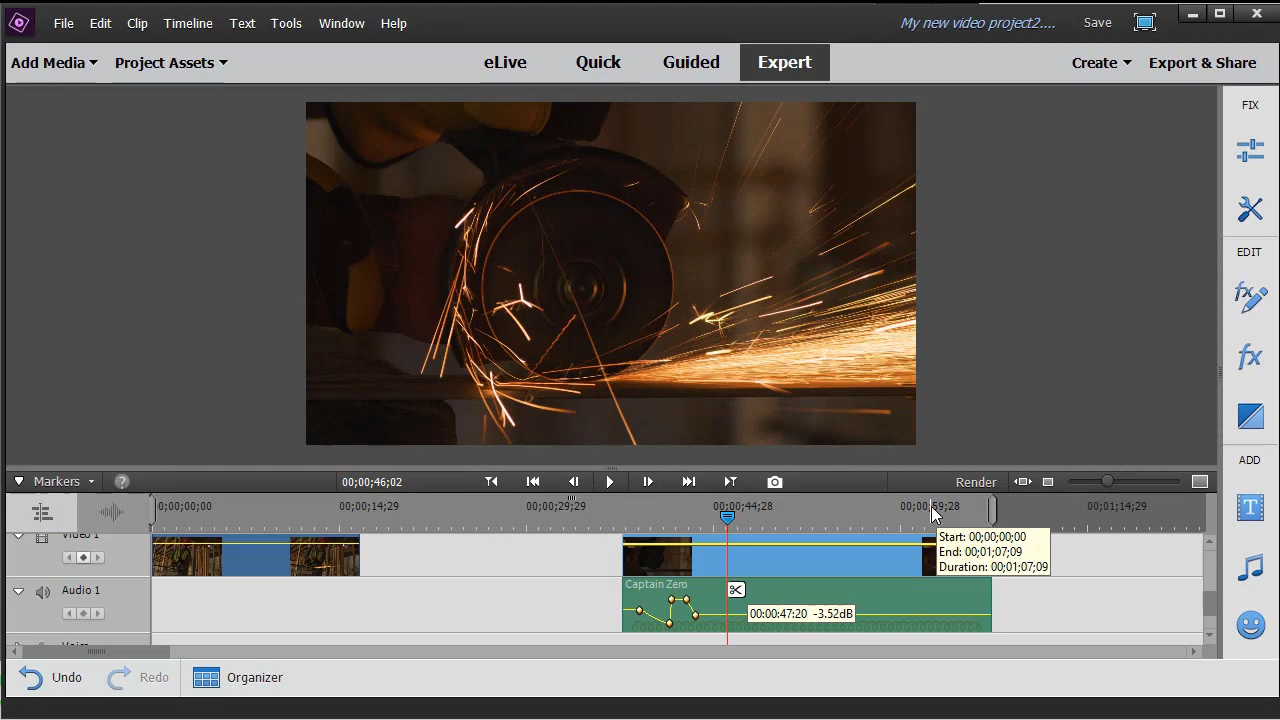 File Edit Clip Timeline Text Tools Window Help
My new video project2.... Save
Add Media Project Assets eLive Quick Guided Expert Create Export & Share
FIX
EDIT
ADD
Markers ? 00;00;46;02 Render
0;00;00;00 00;00;14;29 00;00;29;29 00;00;44;28 00;00;59;28 00;01;14;29
Start: 00;00;00;00
End: 00;01;07;09
Duration: 00;01;07;09
Video 1
Audio 1
Captain Zero
00:00:47:20 -3.52dB
Undo Redo Organizer